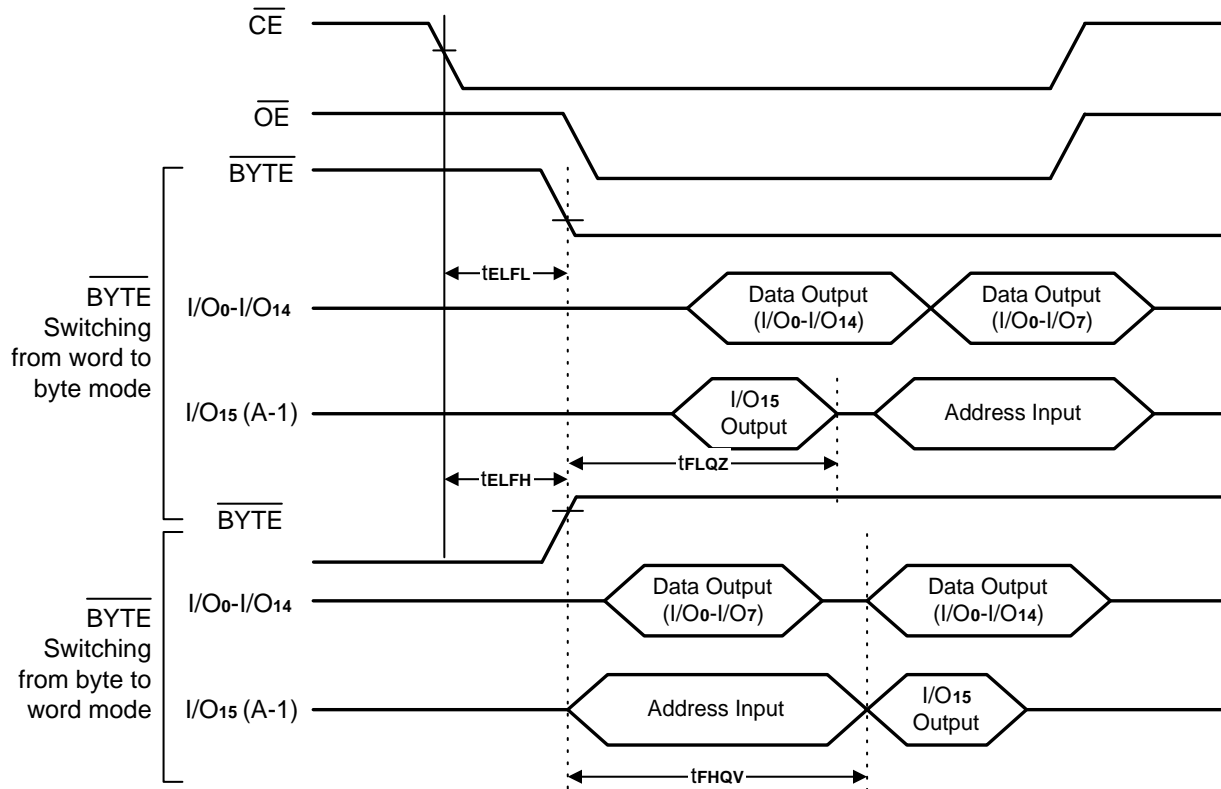 CE
OE
BYTE
tELFL
BYTE
Switching
from word to
byte mode
I/O0-I/O14
Data Output
(I/O0-I/O14)
Data Output
(I/O0-I/O7)
I/O15 (A-1)
I/O15
Output
Address Input
tFLQZ
tELFH
BYTE
BYTE
Switching
from byte to
word mode
I/O0-I/O14
Data Output
(I/O0-I/O7)
Data Output
(I/O0-I/O14)
I/O15 (A-1)
Address Input
I/O15
Output
tFHQV